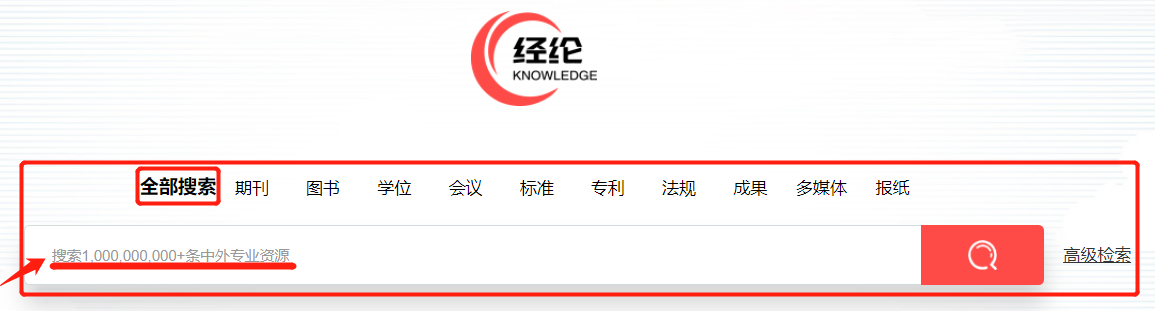 经纶
KNOWLEDGE
全部搜索 期刊 图书 学位 会议 标准 专利 法规 成果 多媒体 报纸
搜索1,000,000,000+条中外专业资源 高级检索